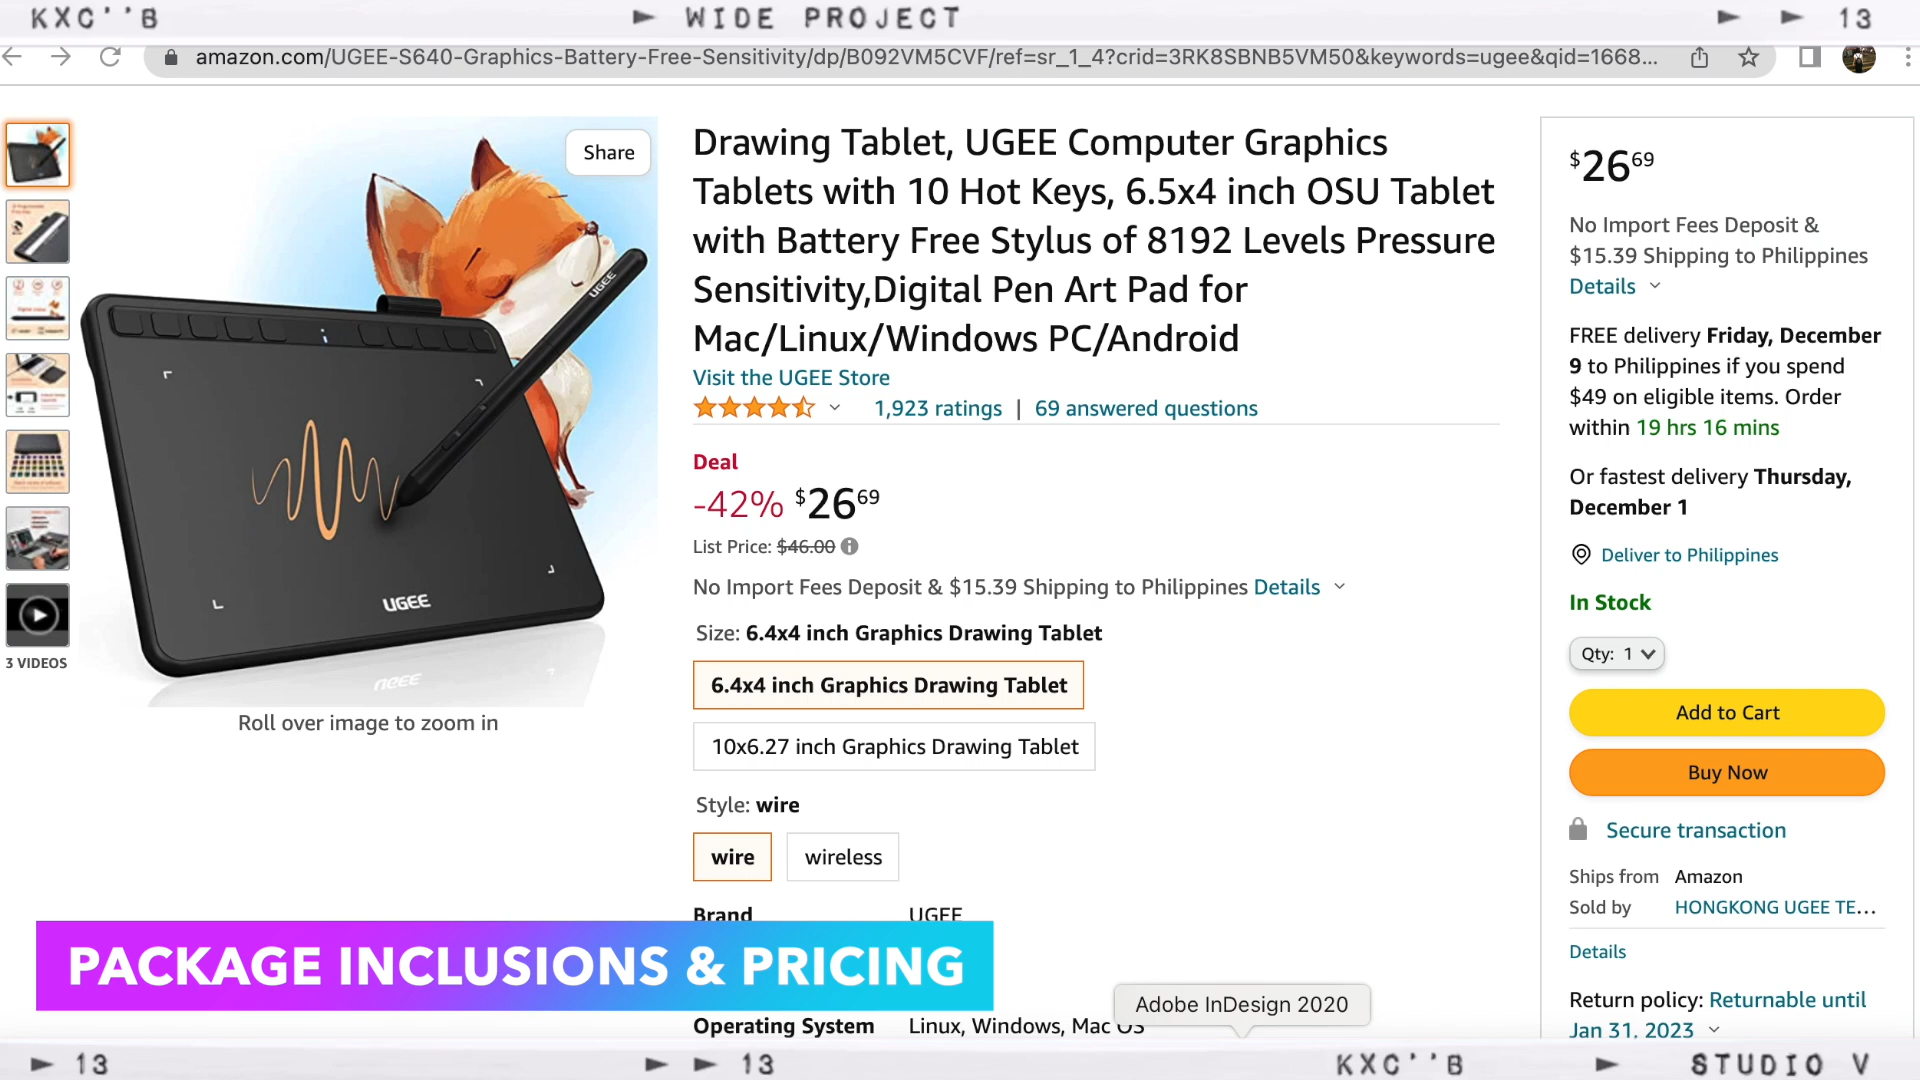 KXC''B
WIDE PROJECT
13
amazon.com/UGEE-S640-Graphics-Battery-Free-Sensitivity/dp/B092VM5CVF/ref=sr_1_4?crid=3RK8SBNB5VM50&keywords=ugee&qid=1668...
Share
UGEE
UGEE
3 VIDEOS
Roll over image to zoom in
Drawing Tablet, UGEE Computer Graphics
Tablets with 10 Hot Keys, 6.5x4 inch OSU Tablet
with Battery Free Stylus of 8192 Levels Pressure
Sensitivity,Digital Pen Art Pad for
Mac/Linux/Windows PC/Android
Visit the UGEE Store
1,923 ratings | 69 answered questions
Deal
-42% $26 69
List Price: $46.00
No Import Fees Deposit & $15.39 Shipping to Philippines Details
Size: 6.4x4 inch Graphics Drawing Tablet
6.4x4 inch Graphics Drawing Tablet
10x6.27 inch Graphics Drawing Tablet
Style: wire
wire
wireless
Brand UGEE
PACKAGE INCLUSIONS & PRICING
Adobe InDesign 2020
Operating System Linux, Windows, Mac OS
$26 69
No Import Fees Deposit &
$15.39 Shipping to Philippines
Details
FREE delivery Friday, December
9 to Philippines if you spend
$49 on eligible items. Order
within 19 hrs 16 mins
Or fastest delivery Thursday,
December 1
Deliver to Philippines
In Stock
Qty: 1
Add to Cart
Buy Now
Secure transaction
Ships from Amazon
Sold by HONGKONG UGEE TE...
Details
Return policy: Returnable until
Jan 31, 2023
13
13
KXC''B
STUDIO V